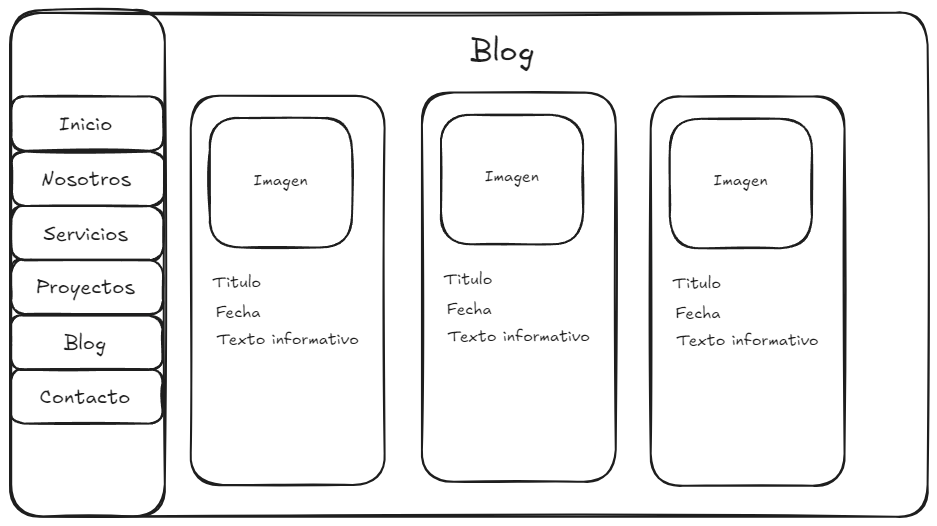 Blog
Inicio
Nosotros
Servicios
Proyectos
Blog
Contacto
Imagen
Titulo
Fecha
Texto informativo
Imagen
Titulo
Fecha
Texto informativo
Imagen
Titulo
Fecha
Texto informativo